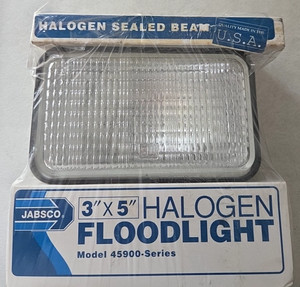 HALOGEN SEALED BEAM
QUALITY MADE IN THE
U.S.A.
JABSCO
3"X5" HALOGEN
FLOODLIGHT
Model 45900-Series